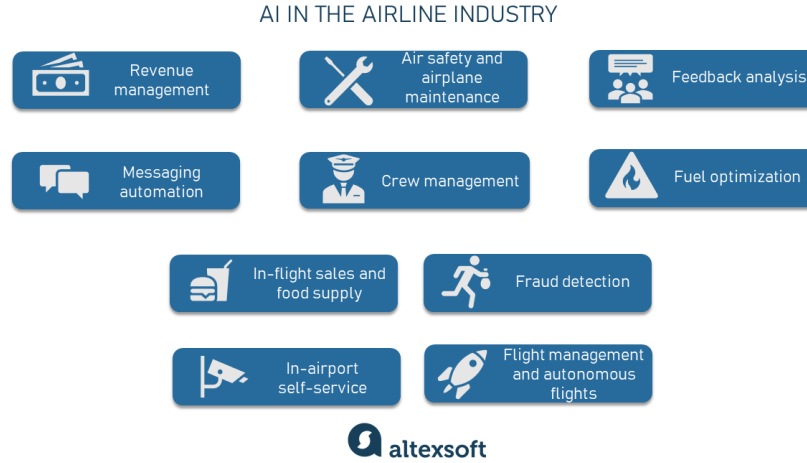 AI IN THE AIRLINE INDUSTRY
Revenue
management
Air safety and
airplane
maintenance
Feedback analysis
Messaging
automation
Crew management
Fuel optimization
In-flight sales and
food supply
Fraud detection
In-airport
self-service
Flight management
and autonomous
flights
altexsoft